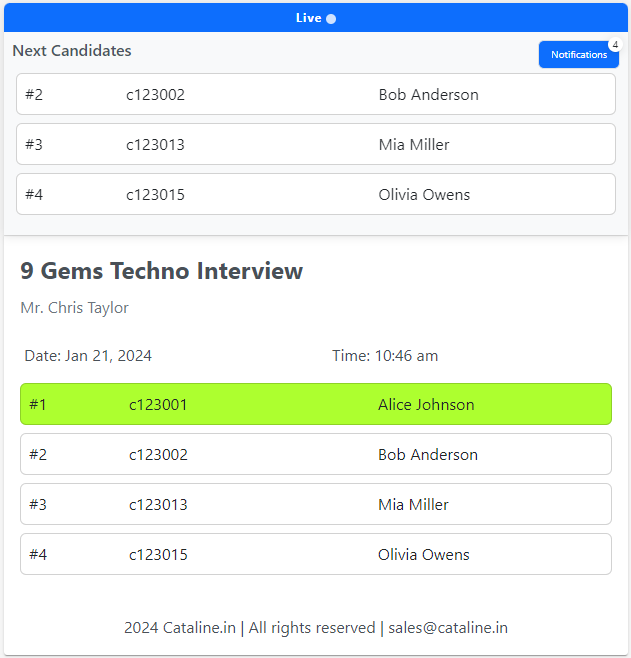 Live
Next Candidates
Notifications 4
#2 c123002 Bob Anderson
#3 c123013 Mia Miller
#4 c123015 Olivia Owens
9 Gems Techno Interview
Mr. Chris Taylor
Date: Jan 21, 2024 Time: 10:46 am
#1 c123001 Alice Johnson
#2 c123002 Bob Anderson
#3 c123013 Mia Miller
#4 c123015 Olivia Owens
2024 Cataline.in | All rights reserved | sales@cataline.in